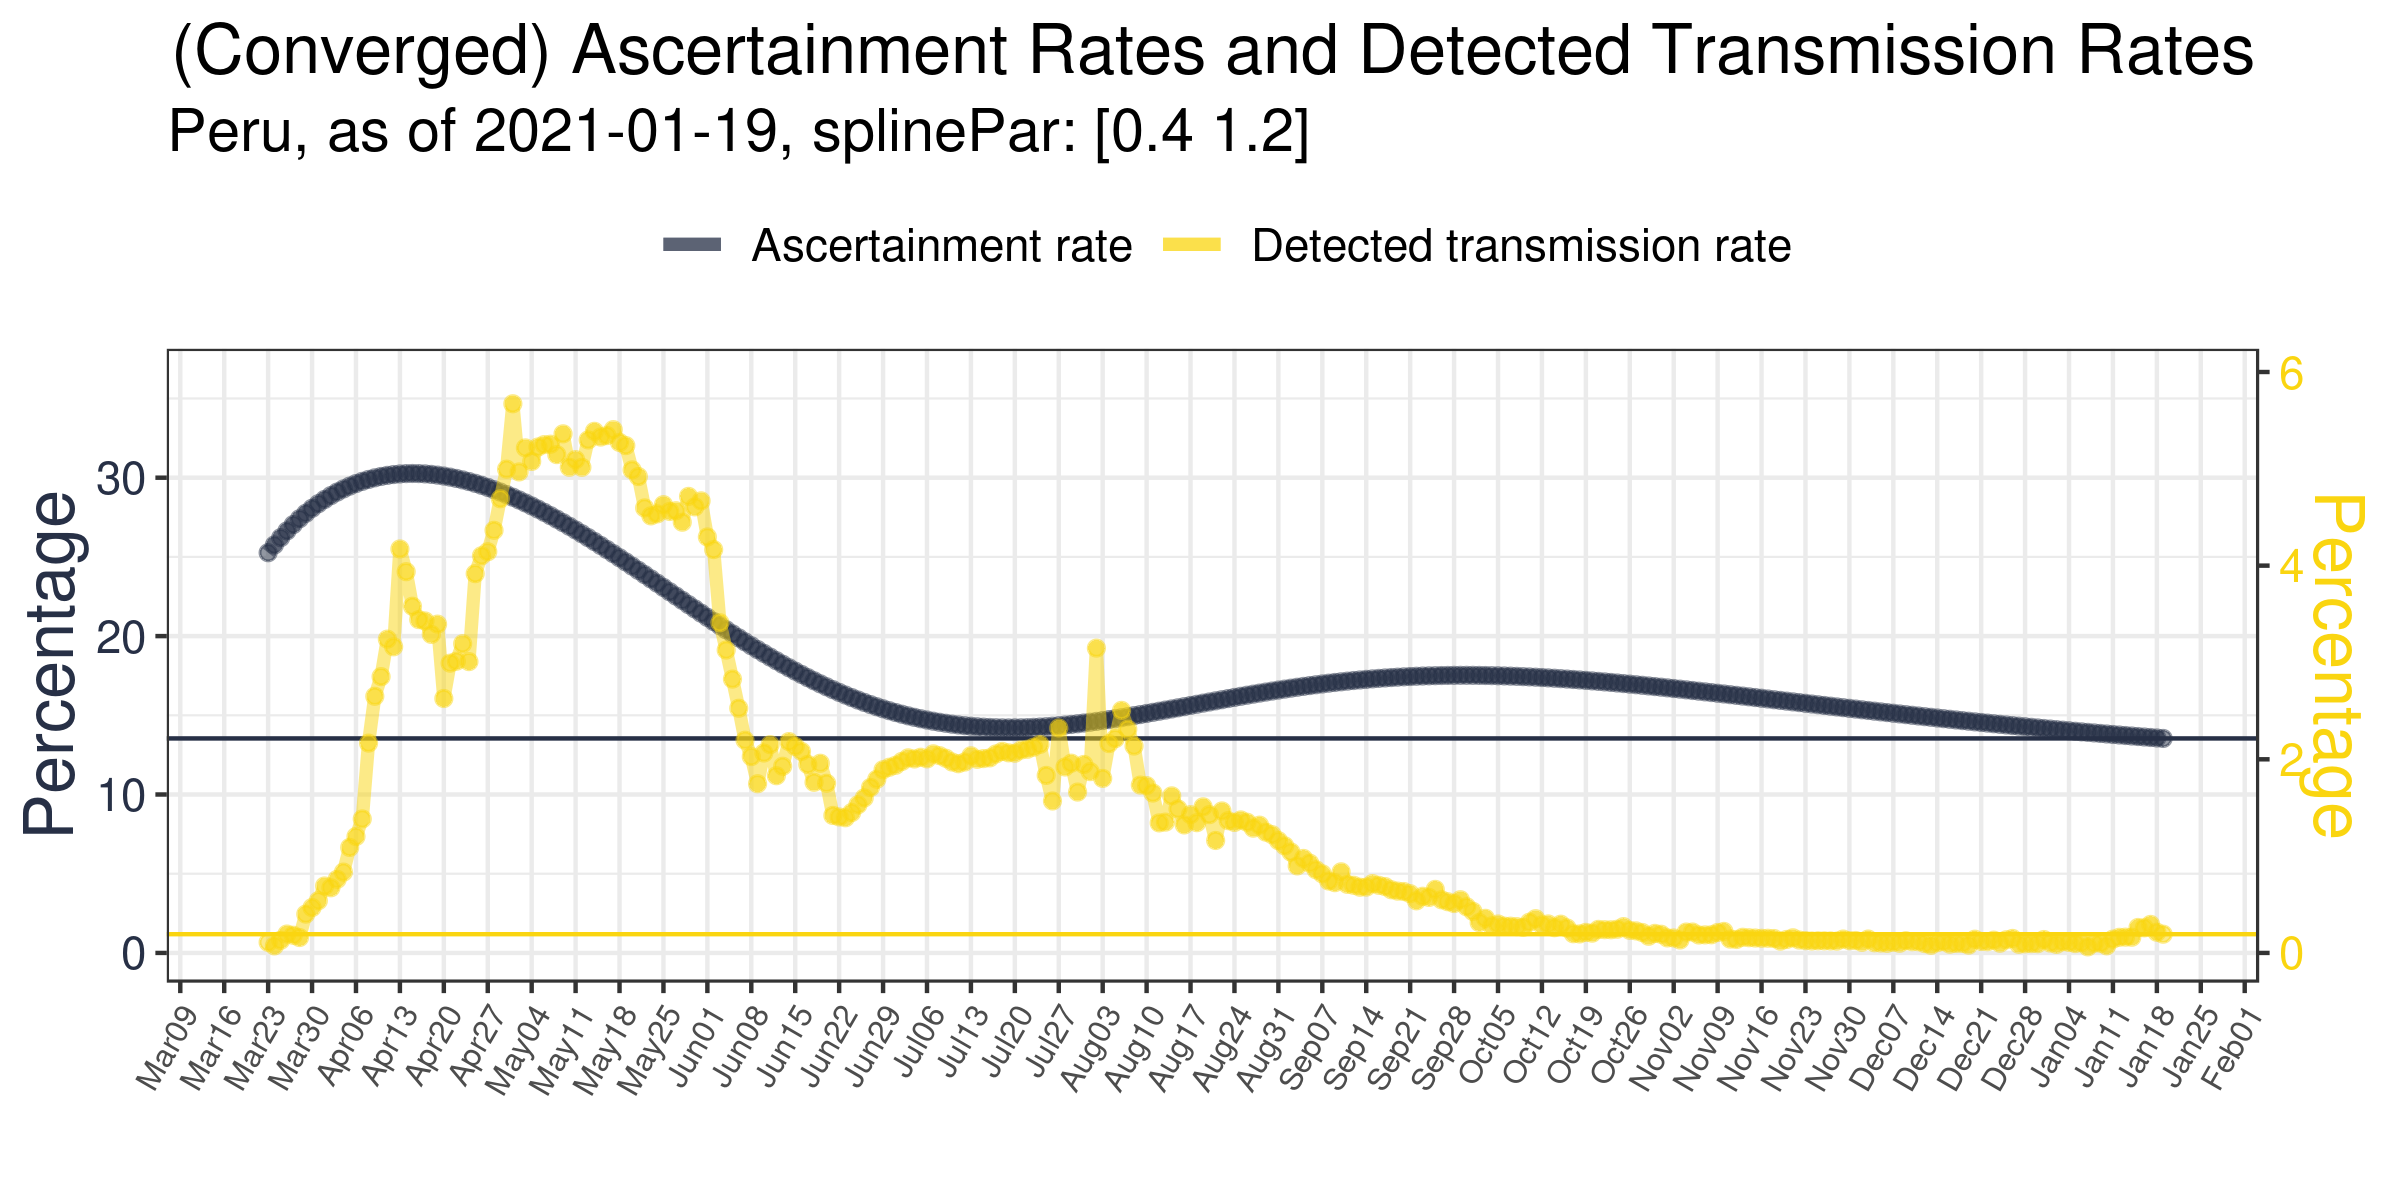 (Converged) Ascertainment Rates and Detected Transmission Rates
Peru, as of 2021-01-19, splinePar: [0.4 1.2]
Ascertainment rate Detected transmission rate
Percentage
30
20
10
0
6
4
2
0
Percentage
Mar09 Mar16 Mar23 Mar30 Apr06 Apr13 Apr20 Apr27 May04 May11 May18 May25 Jun01 Jun08 Jun15 Jun22 Jun29 Jul06 Jul13 Jul20 Jul27 Aug03 Aug10 Aug17 Aug24 Aug31 Sep07 Sep14 Sep21 Sep28 Oct05 Oct12 Oct19 Oct26 Nov02 Nov09 Nov16 Nov23 Nov30 Dec07 Dec14 Dec21 Dec28 Jan04 Jan11 Jan18 Jan25 Feb01